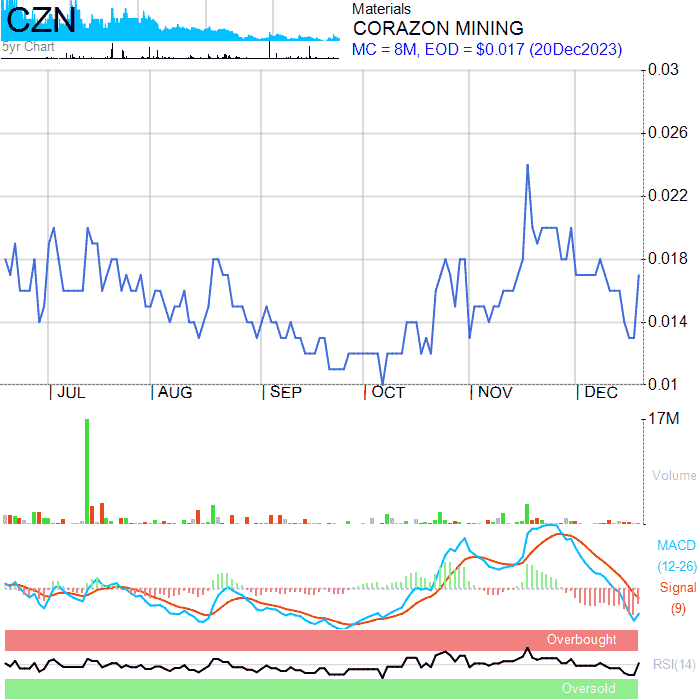 CZN
5yr Chart
Materials
CORAZON MINING
MC = 8M, EOD = $0.017 (20Dec2023)
0.03
0.026
0.022
0.018
0.014
0.01
JUL AUG SEP OCT NOV DEC
17M
Volume
MACD
(12-26)
Signal
(9)
Overbought
RSI(14)
Oversold